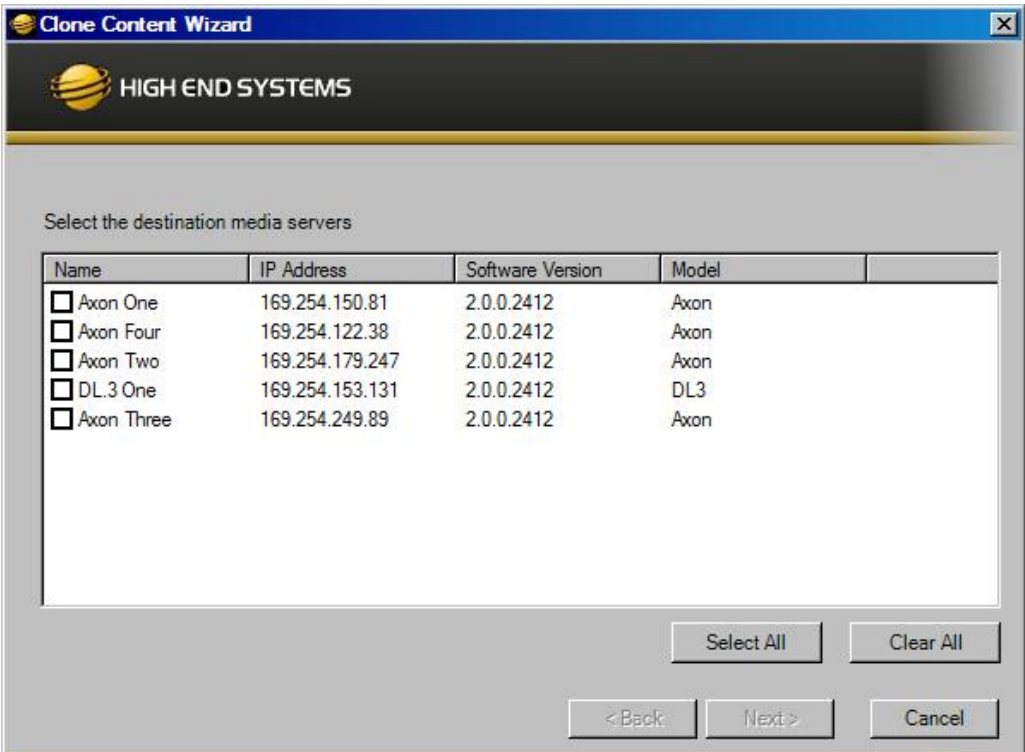 Clone Content Wizard
HIGH END SYSTEMS
Select the destination media servers
Name IP Address Software Version Model
Axon One 169.254.150.81 2.0.0.2412 Axon
Axon Four 169.254.122.38 2.0.0.2412 Axon
Axon Two 169.254.179.247 2.0.0.2412 Axon
DL.3 One 169.254.153.131 2.0.0.2412 DL3
Axon Three 169.254.249.89 2.0.0.2412 Axon
Select All Clear All
< Back Next > Cancel